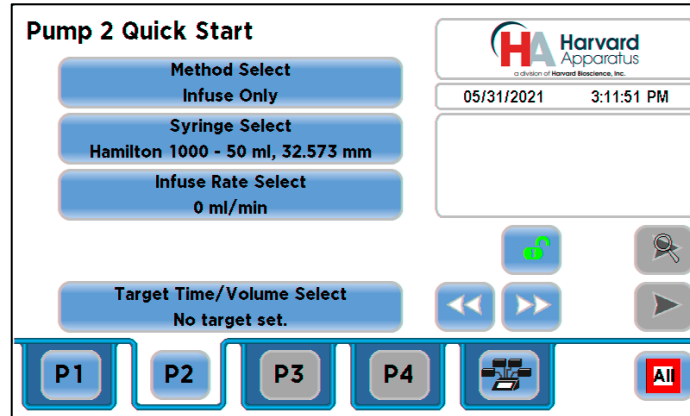 Pump 2 Quick Start
Method Select
Infuse Only
Syringe Select
Hamilton 1000 - 50 ml, 32.573 mm
Infuse Rate Select
0 ml/min
Target Time/Volume Select
No target set.
HA Harvard
Apparatus
a division of Harvard Bioscience, Inc.
05/31/2021 3:11:51 PM
P1 P2 P3 P4 All